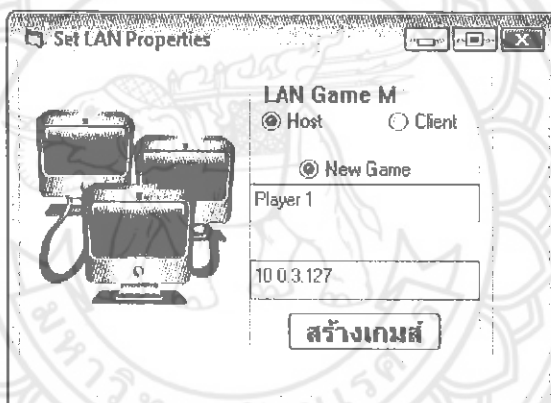 Set LAN Properties
LAN Game M
Host Client
New Game
Player 1
10.0.3.127
สร้างเกมส์